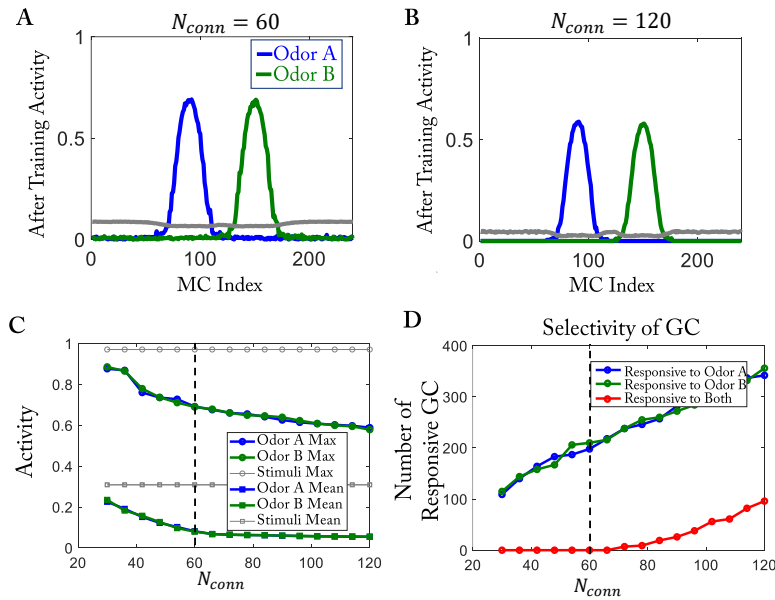 A
N_conn = 60
After Training Activity
1
0.5
0
Odor A
Odor B
0
100
200
MC Index
B
N_conn = 120
After Training Activity
1
0.5
0
0
100
200
MC Index
C
Activity
1
0.8
0.6
0.4
0.2
0
Odor A Max
Odor B Max
Stimuli Max
Odor A Mean
Odor B Mean
Stimuli Mean
20
40
60
80
100
120
N_conn
D
Selectivity of GC
Number of
Responsive GC
400
300
200
100
0
Responsive to Odor A
Responsive to Odor B
Responsive to Both
20
40
60
80
100
120
N_conn